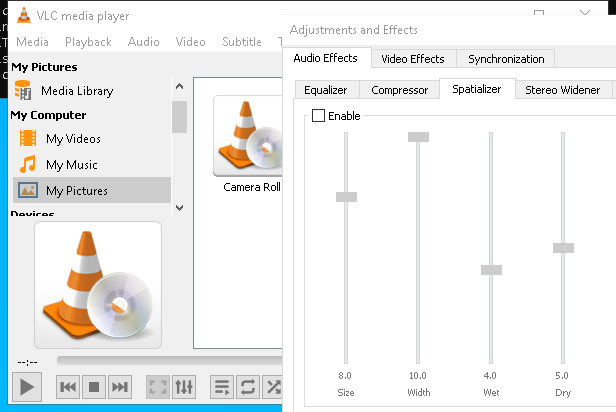 VLC media player
Media Playback Audio Video Subtitle
My Pictures
Media Library
My Computer
My Videos
My Music
My Pictures
Devices
Camera Roll
--:--
Adjustments and Effects
Audio Effects Video Effects Synchronization
Equalizer Compressor Spatializer Stereo Widener
Enable
8.0 10.0 4.0 5.0
Size Width Wet Dry